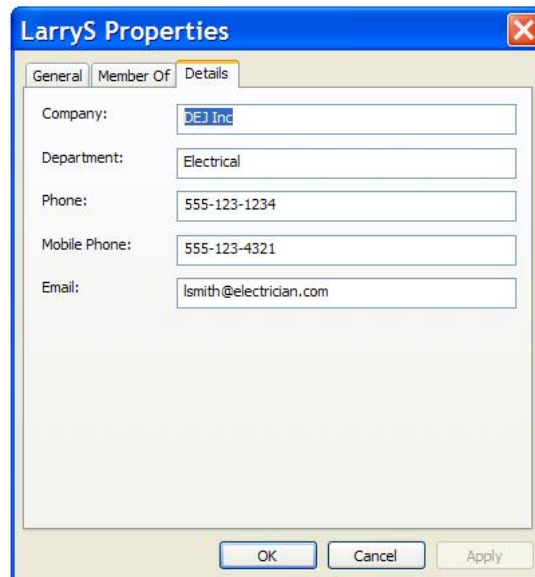 LarryS Properties
General Member Of Details
Company: DEJ Inc
Department: Electrical
Phone: 555-123-1234
Mobile Phone: 555-123-4321
Email: lsmith@electrician.com
OK Cancel Apply